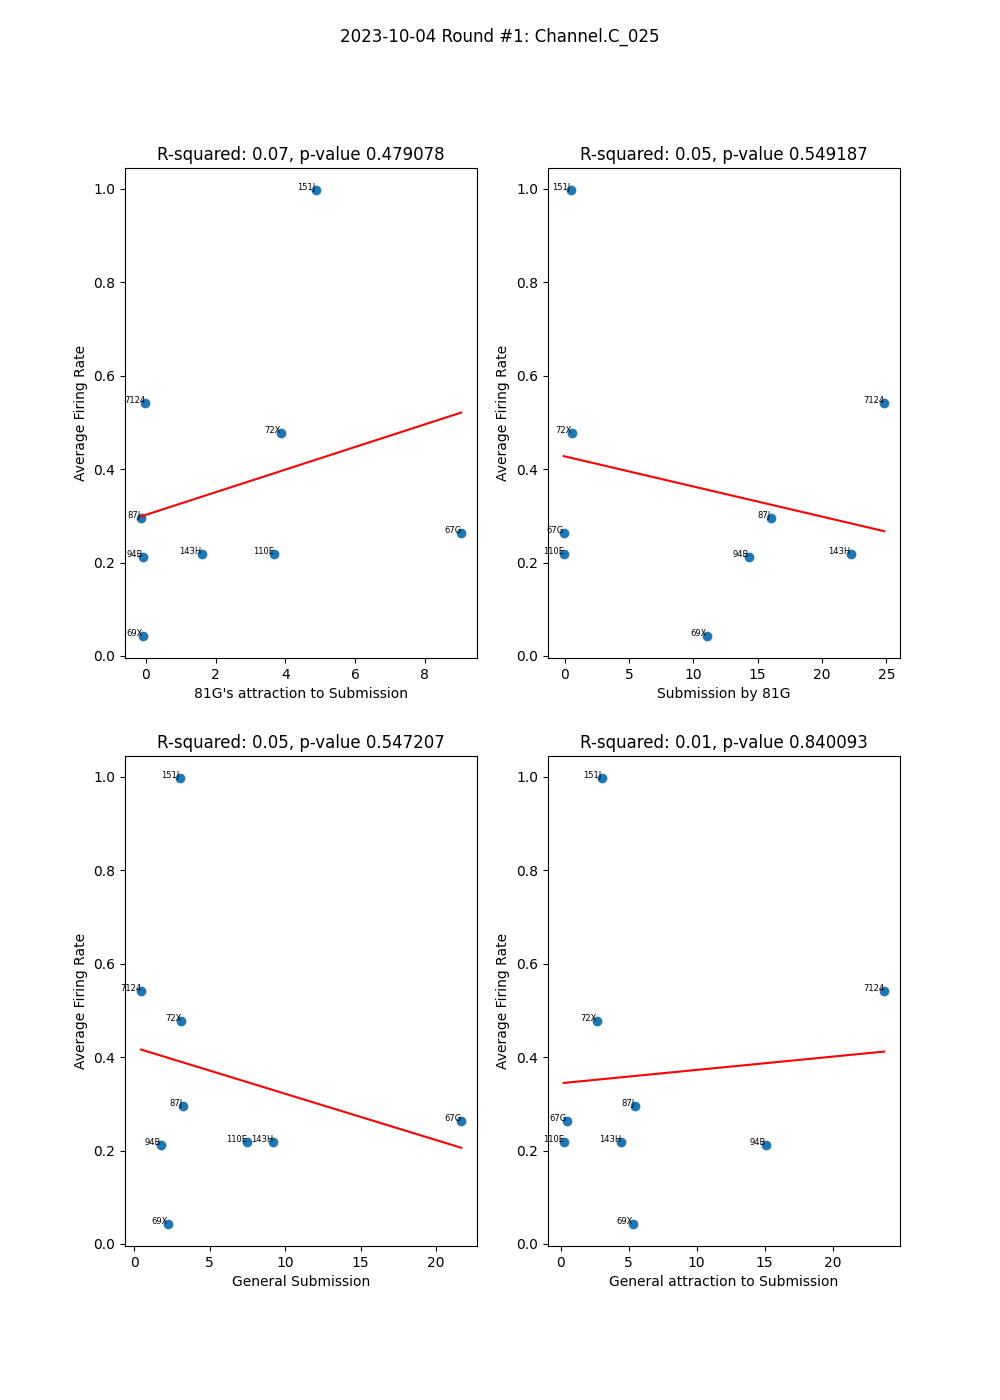 2023-10-04 Round #1: Channel.C_025
R-squared: 0.07, p-value 0.479078
1.0
0.8
0.6
0.4
0.2
0.0
Average Firing Rate
151J
7124
72X
87J
67G
94B
143H
110E
69X
0
2
4
6
8
81G's attraction to Submission
R-squared: 0.05, p-value 0.549187
1.0
0.8
0.6
0.4
0.2
0.0
Average Firing Rate
151J
7124
72X
87J
67G
110E
94B
143H
69X
0
5
10
15
20
25
Submission by 81G
R-squared: 0.05, p-value 0.547207
1.0
0.8
0.6
0.4
0.2
0.0
Average Firing Rate
151J
7124
72X
87J
67G
94B
110E
143H
69X
0
5
10
15
20
General Submission
R-squared: 0.01, p-value 0.840093
1.0
0.8
0.6
0.4
0.2
0.0
Average Firing Rate
151J
7124
72X
87J
67G
110E
143H
94B
69X
0
5
10
15
20
General attraction to Submission